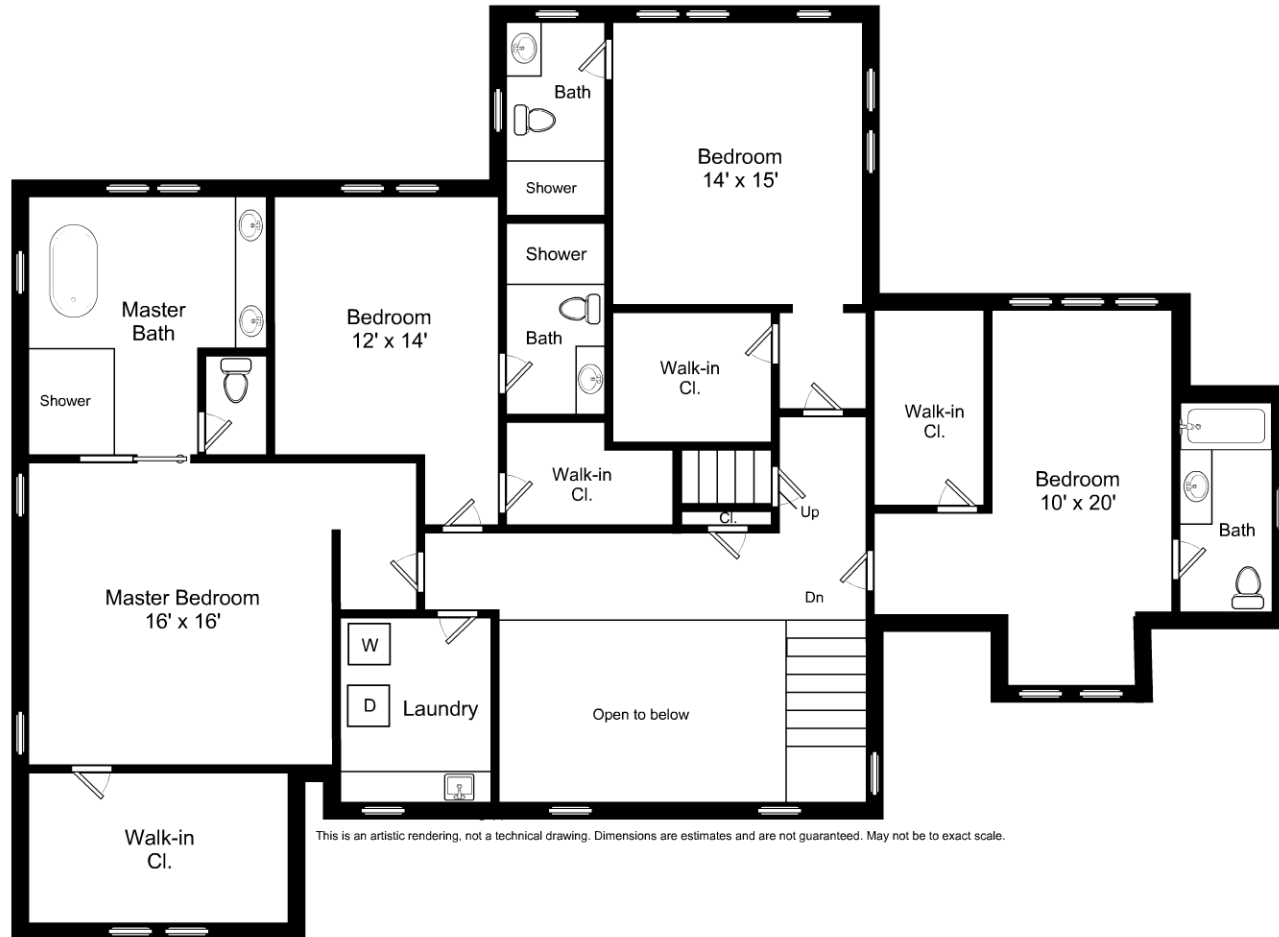 Bath
Bedroom
14' x 15'
Shower
Shower
Bath
Master
Bath
Bedroom
12' x 14'
Shower
Walk-in
Cl.
Walk-in
Cl.
Walk-in
Cl.
Bedroom
10' x 20'
Bath
Up
Cl.
Dn
Master Bedroom
16' x 16'
W
D
Laundry
Open to below
Walk-in
Cl.
This is an artistic rendering, not a technical drawing. Dimensions are estimates and are not guaranteed. May not be to exact scale.